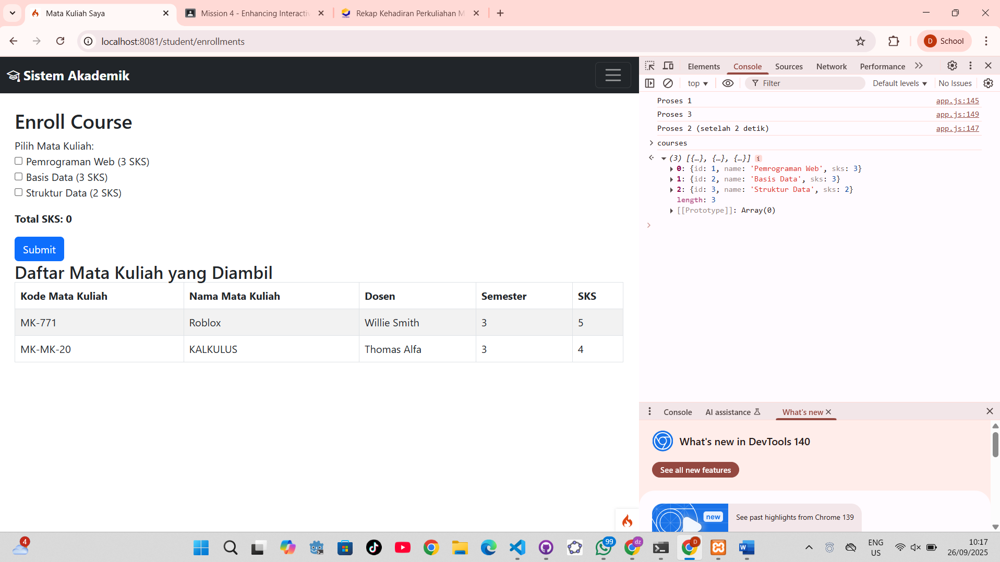 Mata Kuliah Saya
Mission 4 - Enhancing Interactiv
Rekap Kehadiran Perkuliahan M
localhost:8081/student/enrollments
D School
Sistem Akademik
Enroll Course
Pilih Mata Kuliah:
Pemrograman Web (3 SKS)
Basis Data (3 SKS)
Struktur Data (2 SKS)
Total SKS: 0
Submit
Daftar Mata Kuliah yang Diambil
Kode Mata Kuliah Nama Mata Kuliah Dosen Semester SKS
MK-771 Roblox Willie Smith 3 5
MK-MK-20 KALKULUS Thomas Alfa 3 4
Elements Console Sources Network Performance
top Filter Default levels No Issues
Proses 1 app.js:145
Proses 3 app.js:149
Proses 2 (setelah 2 detik) app.js:147
courses
(3) [{…}, {…}, {…}] i
0: {id: 1, name: 'Pemrograman Web', sks: 3}
1: {id: 2, name: 'Basis Data', sks: 3}
2: {id: 3, name: 'Struktur Data', sks: 2}
length: 3
[[Prototype]]: Array(0)
Console AI assistance What's new
What's new in DevTools 140
See all new features
new
See past highlights from Chrome 139
4
99
dz
D
W
ENG
US
10:17
26/09/2025